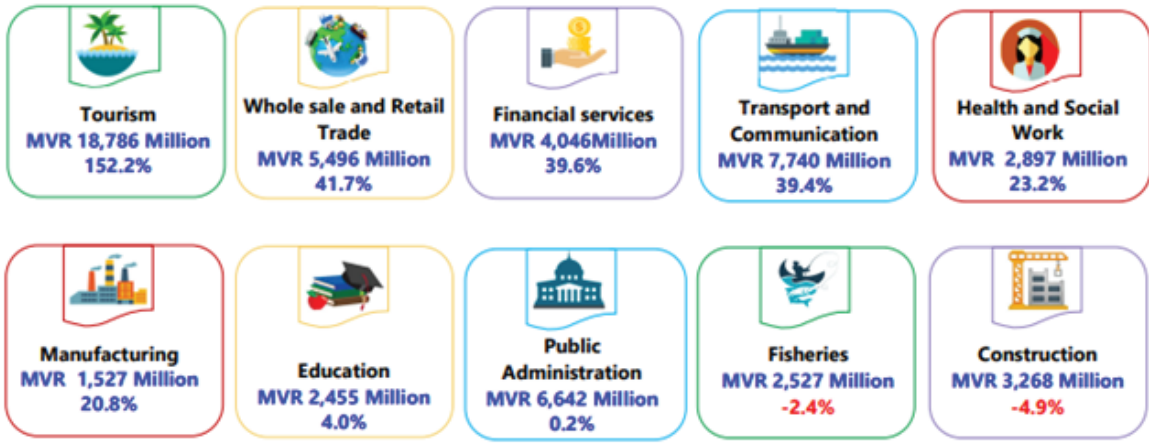 Tourism
MVR 18,786 Million
152.2%
Whole sale and Retail
Trade
MVR 5,496 Million
41.7%
Financial services
MVR 4,046Million
39.6%
Transport and
Communication
MVR 7,740 Million
39.4%
Health and Social
Work
MVR 2,897 Million
23.2%
Manufacturing
MVR 1,527 Million
20.8%
Education
MVR 2,455 Million
4.0%
Public
Administration
MVR 6,642 Million
0.2%
Fisheries
MVR 2,527 Million
-2.4%
Construction
MVR 3,268 Million
-4.9%